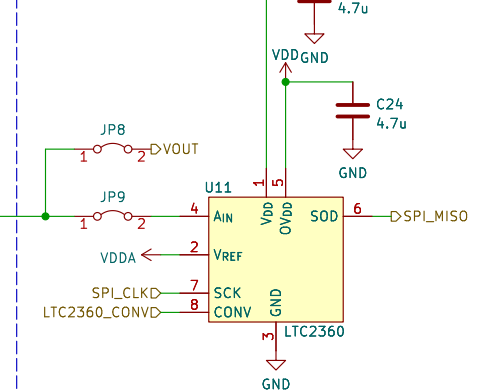 4.7u
VDD GND
C24
4.7u
JP8
1 2 VOUT
GND
JP9
U11
1 5
1 2 4 AIN VDD OVDD SOD 6 SPI_MISO
VDDA 2 VREF
SPI_CLK 7 SCK
LTC2360_CONV 8 CONV GND
3 LTC2360
GND